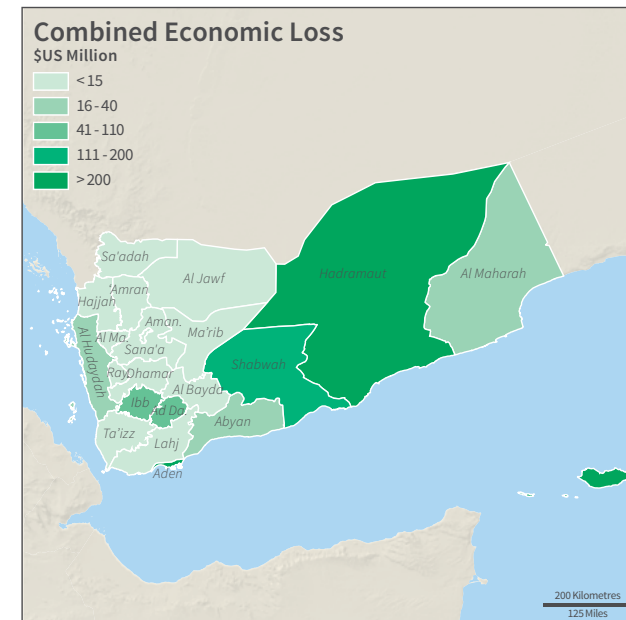 Combined Economic Loss
$US Million
<15
16-40
41-110
111-200
>200
Sa'adah
Al Jawf
Hadramaut
Al Maharah
'Amran
Hajjah
Aman.
Ma'rib
Al Ma.
Sana'a
Al Hudaydah
Shabwah
Ray
Dhamar
Al Bayda
Ibb
Ad Da.
Abyan
Ta'izz
Lahj
Aden
200 Kilometres
125 Miles